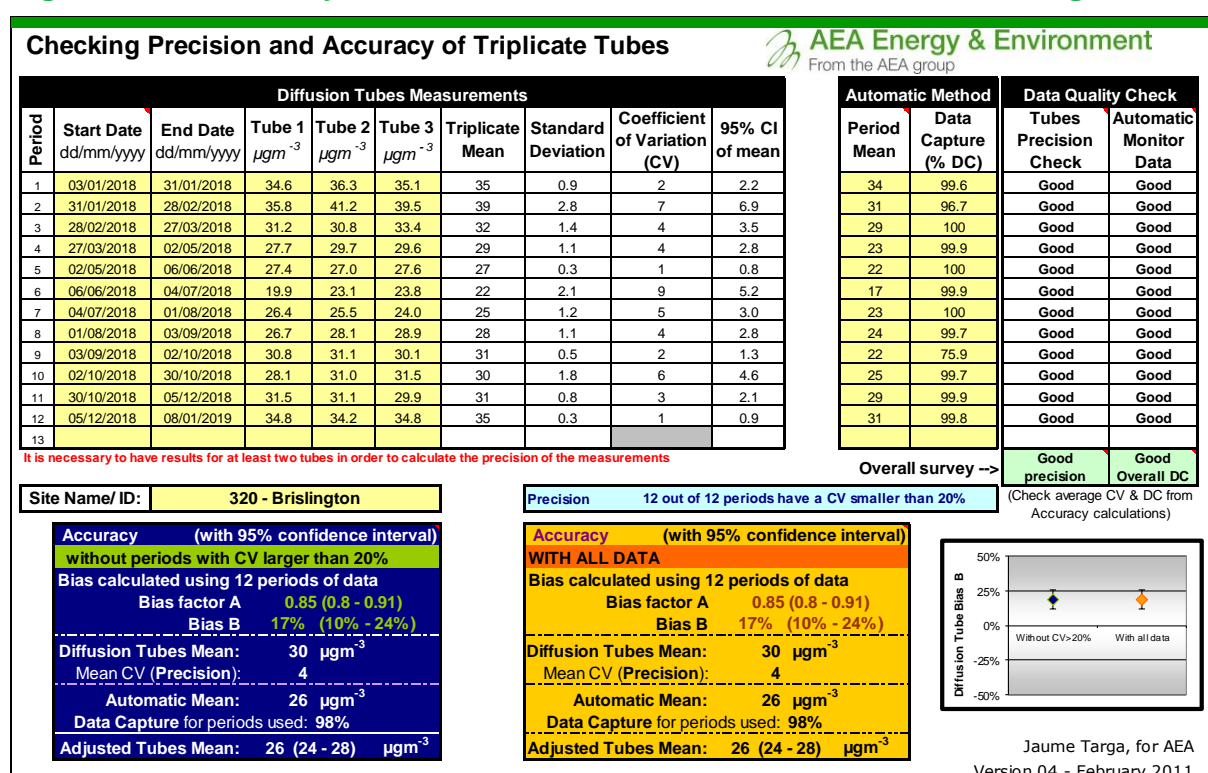 Checking Precision and Accuracy of Triplicate Tubes
AEA Energy & Environment
From the AEA group
Diffusion Tubes Measurements
Automatic Method
Data Quality Check
Period
Start Date dd/mm/yyyy
End Date dd/mm/yyyy
Tube 1 µgm-3
Tube 2 µgm-3
Tube 3 µgm-3
Triplicate Mean
Standard Deviation
Coefficient of Variation (CV)
95% CI of mean
Period Mean
Data Capture (% DC)
Tubes Precision Check
Automatic Monitor Data
1 03/01/2018 31/01/2018 34.6 36.3 35.1 35 0.9 2 2.2 34 99.6 Good Good
2 31/01/2018 28/02/2018 35.8 41.2 39.5 39 2.8 7 6.9 31 96.7 Good Good
3 28/02/2018 27/03/2018 31.2 30.8 33.4 32 1.4 4 3.5 29 100 Good Good
4 27/03/2018 02/05/2018 27.7 29.7 29.6 29 1.1 4 2.8 23 99.9 Good Good
5 02/05/2018 06/06/2018 27.4 27.0 27.6 27 0.3 1 0.8 22 100 Good Good
6 06/06/2018 04/07/2018 19.9 23.1 23.8 22 2.1 9 5.2 17 99.9 Good Good
7 04/07/2018 01/08/2018 26.4 25.5 24.0 25 1.2 5 3.0 23 100 Good Good
8 01/08/2018 03/09/2018 26.7 28.1 28.9 28 1.1 4 2.8 24 99.7 Good Good
9 03/09/2018 02/10/2018 30.8 31.1 30.1 31 0.5 2 1.3 22 75.9 Good Good
10 02/10/2018 30/10/2018 28.1 31.0 31.5 30 1.8 6 4.6 25 99.7 Good Good
11 30/10/2018 05/12/2018 31.5 31.1 29.9 31 0.8 3 2.1 29 99.9 Good Good
12 05/12/2018 08/01/2019 34.8 34.2 34.8 35 0.3 1 0.9 31 99.8 Good Good
13
It is necessary to have results for at least two tubes in order to calculate the precision of the measurements
Overall survey -->
Good precision
Good Overall DC
Site Name/ ID: 320 - Brislington
Precision 12 out of 12 periods have a CV smaller than 20%
(Check average CV & DC from
Accuracy calculations)
Accuracy (with 95% confidence interval)
without periods with CV larger than 20%
Bias calculated using 12 periods of data
Bias factor A 0.85 (0.8 - 0.91)
Bias B 17% (10% - 24%)
Diffusion Tubes Mean: 30 µgm-3
Mean CV (Precision): 4
Automatic Mean: 26 µgm-3
Data Capture for periods used: 98%
Adjusted Tubes Mean: 26 (24 - 28) µgm-3
Accuracy (with 95% confidence interval)
WITH ALL DATA
Bias calculated using 12 periods of data
Bias factor A 0.85 (0.8 - 0.91)
Bias B 17% (10% - 24%)
Diffusion Tubes Mean: 30 µgm-3
Mean CV (Precision): 4
Automatic Mean: 26 µgm-3
Data Capture for periods used: 98%
Adjusted Tubes Mean: 26 (24 - 28) µgm-3
Diffusion Tube Bias B
50%
25%
0%
-25%
-50%
Without CV>20%
With all data
Jaume Targa, for AEA
Version 04 - February 2011